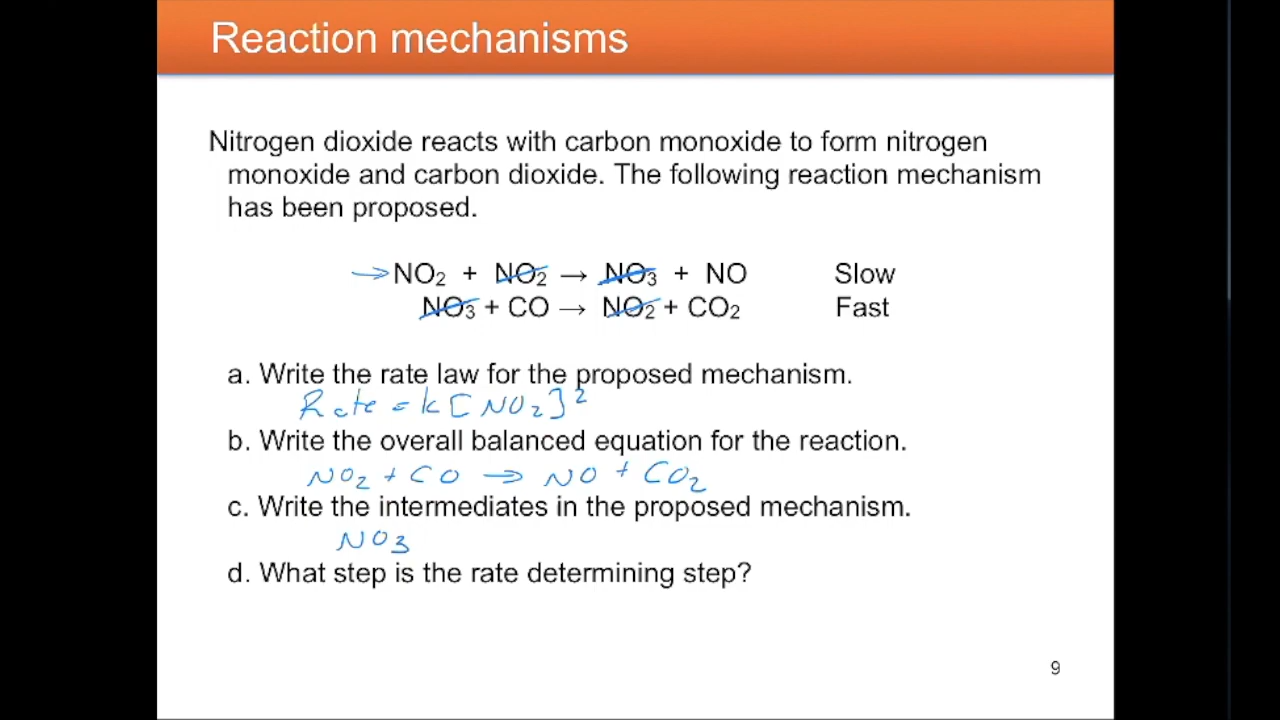 Reaction mechanisms
Nitrogen dioxide reacts with carbon monoxide to form nitrogen
monoxide and carbon dioxide. The following reaction mechanism
has been proposed.
→ NO₂ + NO₂ → NO₃ + NO Slow
NO₃ + CO → NO₂ + CO₂ Fast
a. Write the rate law for the proposed mechanism.
Rate = k[NO₂]²
b. Write the overall balanced equation for the reaction.
NO₂ + CO → NO + CO₂
c. Write the intermediates in the proposed mechanism.
NO₃
d. What step is the rate determining step?
9